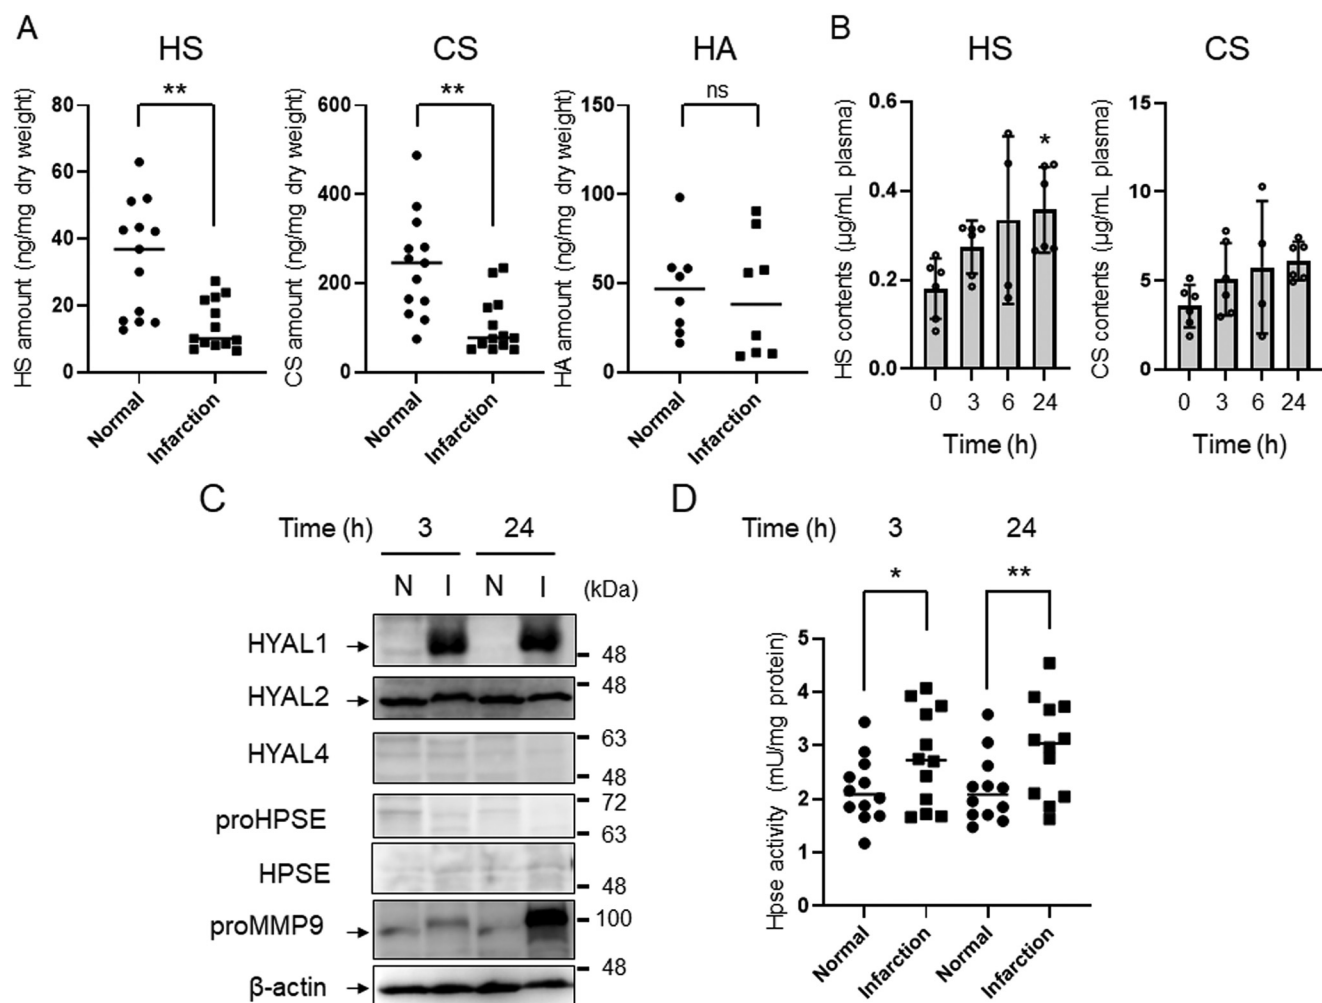 A
HS
CS
HA
**
**
ns
HS amount (ng/mg dry weight)
80
60
40
20
0
Normal
Infarction
CS amount (ng/mg dry weight)
600
400
200
0
Normal
Infarction
HA amount (ng/mg dry weight)
150
100
50
0
Normal
Infarction
B
HS
CS
HS contents (µg/mL plasma)
0.6
0.4
0.2
0.0
*
0 3 6 24
Time (h)
CS contents (µg/mL plasma)
15
10
5
0
0 3 6 24
Time (h)
C
Time (h) 3 24
N I N I (kDa)
HYAL1
48
HYAL2
48
HYAL4
63
48
proHPSE
72
63
HPSE
48
proMMP9
100
48
β-actin
D
Time (h) 3 24
* **
Hpse activity (mU/mg protein)
5
4
3
2
1
0
Normal
Infarction
Normal
Infarction